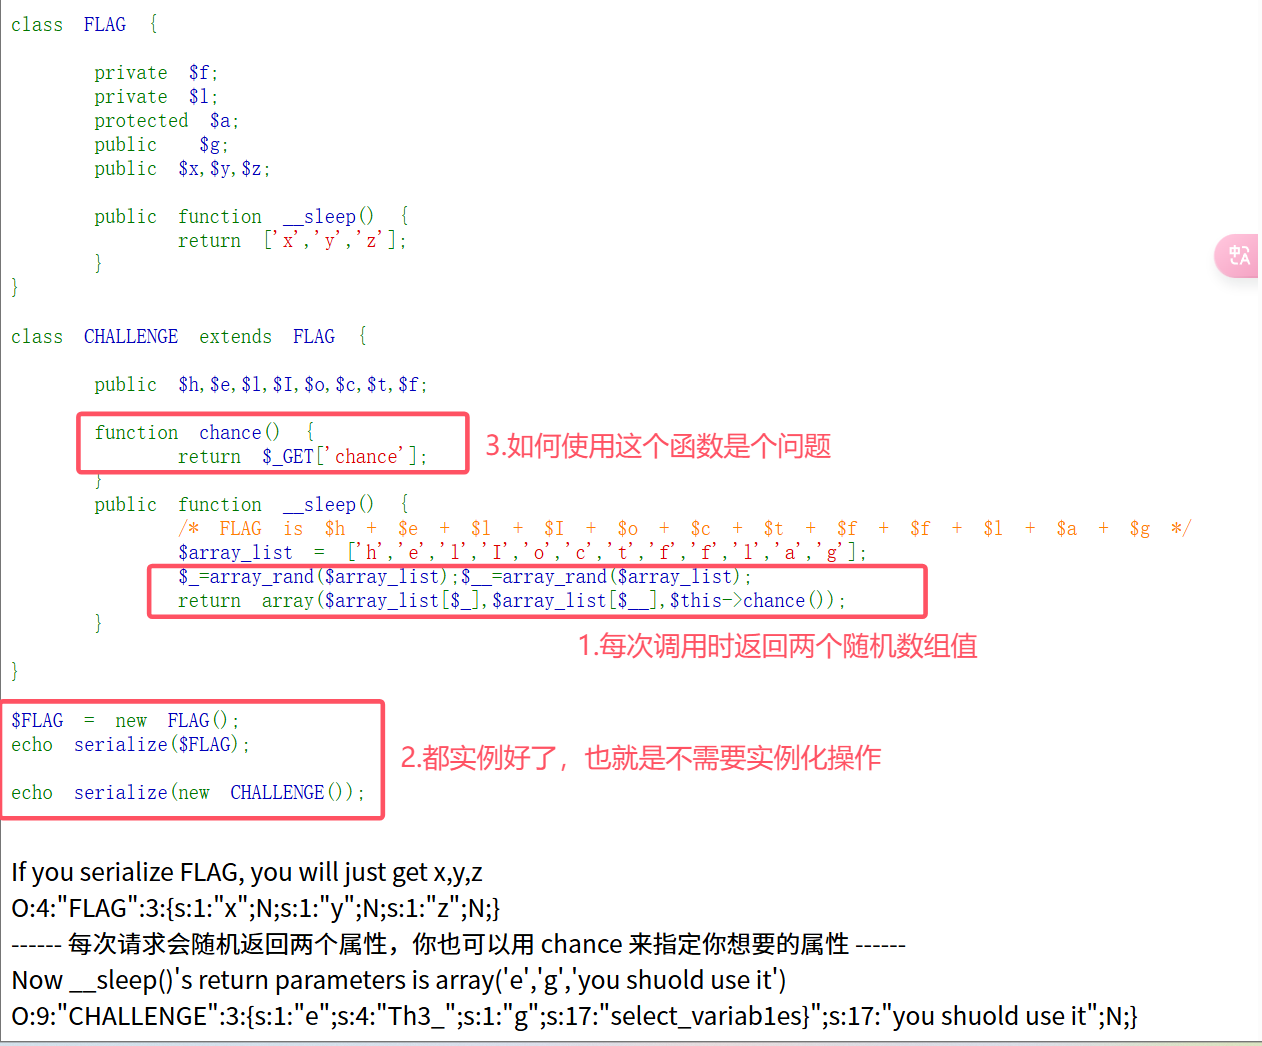 class FLAG {
private $f;
private $l;
protected $a;
public $g;
public $x,$y,$z;
public function __sleep() {
return ['x','y','z'];
}
}
class CHALLENGE extends FLAG {
public $h,$e,$l,$I,$o,$c,$t,$f;
function chance() {
return $_GET['chance'];
3.如何使用这个函数是个问题
}
public function __sleep() {
/* FLAG is $h + $e + $l + $I + $o + $c + $t + $f + $f + $l + $a + $g */
$array_list = ['h','e','l','I','o','c','t','f','f','l','a','g'];
$_=array_rand($array_list);$__=array_rand($array_list);
return array($array_list[$_],$array_list[$__],$this->chance());
}
1.每次调用时返回两个随机数组值
}
$FLAG = new FLAG();
echo serialize($FLAG);
2.都实例好了，也就是不需要实例化操作
echo serialize(new CHALLENGE());
If you serialize FLAG, you will just get x,y,z
O:4:"FLAG":3:{s:1:"x";N;s:1:"y";N;s:1:"z";N;}
------ 每次请求会随机返回两个属性，你也可以用 chance 来指定你想要的属性 ------
Now __sleep()'s return parameters is array('e','g','you shuold use it')
O:9:"CHALLENGE":3:{s:1:"e";s:4:"Th3_";s:1:"g";s:17:"select_variab1es}";s:17:"you shuold use it";N;}
中
A